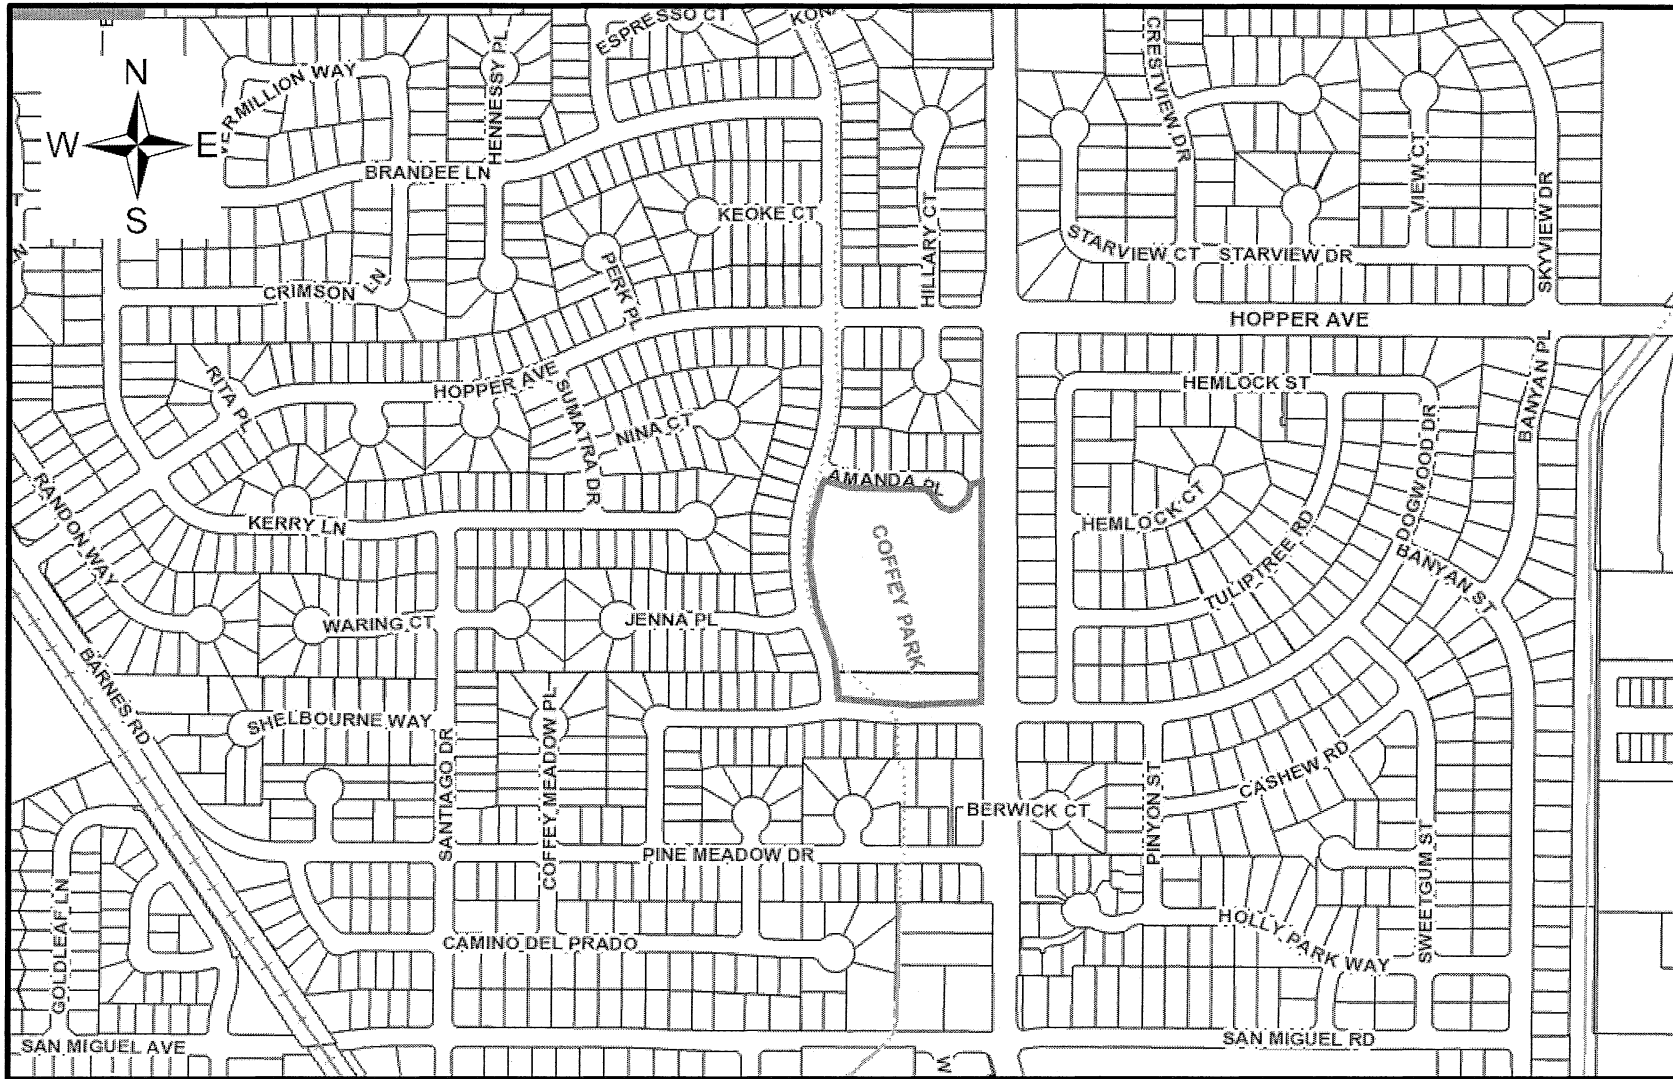 ESPRESSO CT
KON
CRESTVIEW DR
N
W
E
S
VERMILLION WAY
HENNESSY PL
BRANDEE LN
KEOKE CT
HILLARY CT
VIEW CT
SKYVIEW DR
STARVIEW CT
STARVIEW DR
PERK PL
CRIMSON LN
HOPPER AVE
RITA PL
HOPPER AVE
SUMATRA DR
NINA CT
HEMLOCK ST
BANYAN PL
DOGWOOD DR
AMANDA PL
RANDON WAY
KERRY LN
COFFEY PARK
HEMLOCK CT
TULIP TREE RD
BANYAN ST
WARING CT
JENNA PL
BARNES RD
SHELBOURNE WAY
SANTIAGO DR
COFFEY MEADOW PL
CASHEW RD
PINYON ST
BERWICK CT
PINE MEADOW DR
SWEETGUM ST
GOLDLEAF LN
HOLLY PARK WAY
CAMINO DEL PRADO
SAN MIGUEL AVE
SAN MIGUEL RD
W